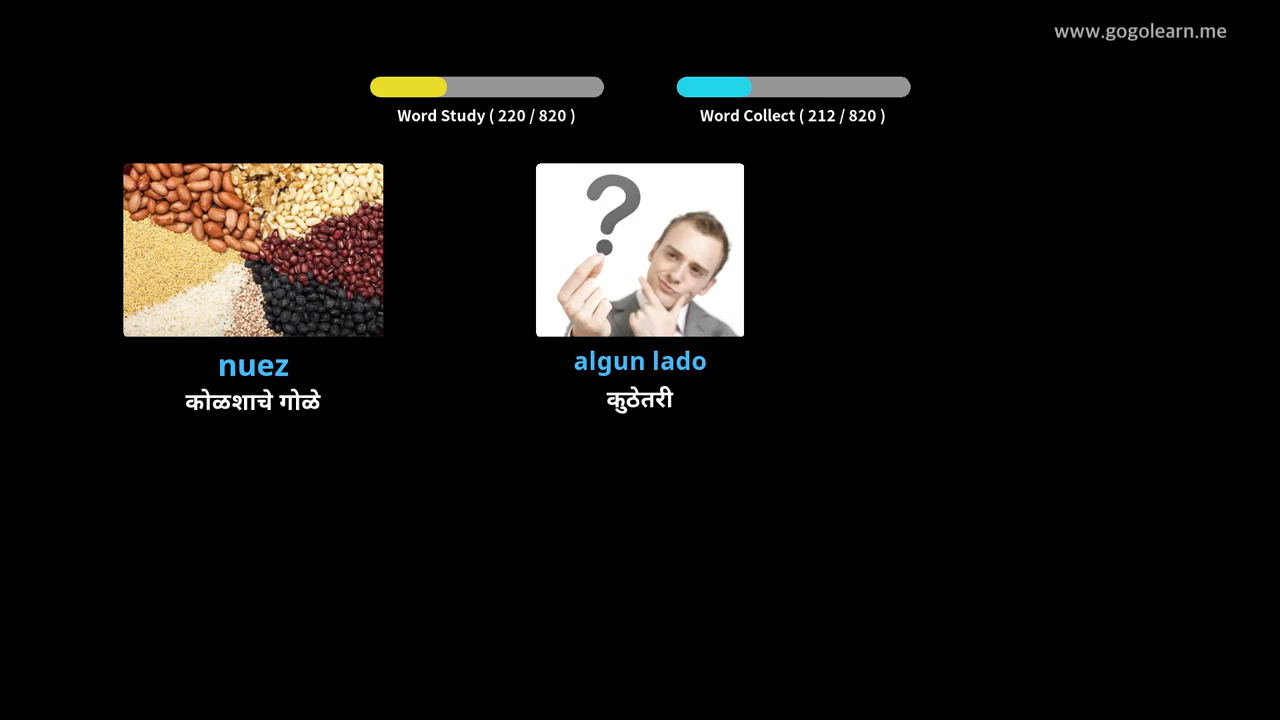 www.gogolearn.me
Word Study ( 220 / 820 )
Word Collect ( 212 / 820 )
nuez
कोळशाचे गोळे
algun lado
कुठेतरी